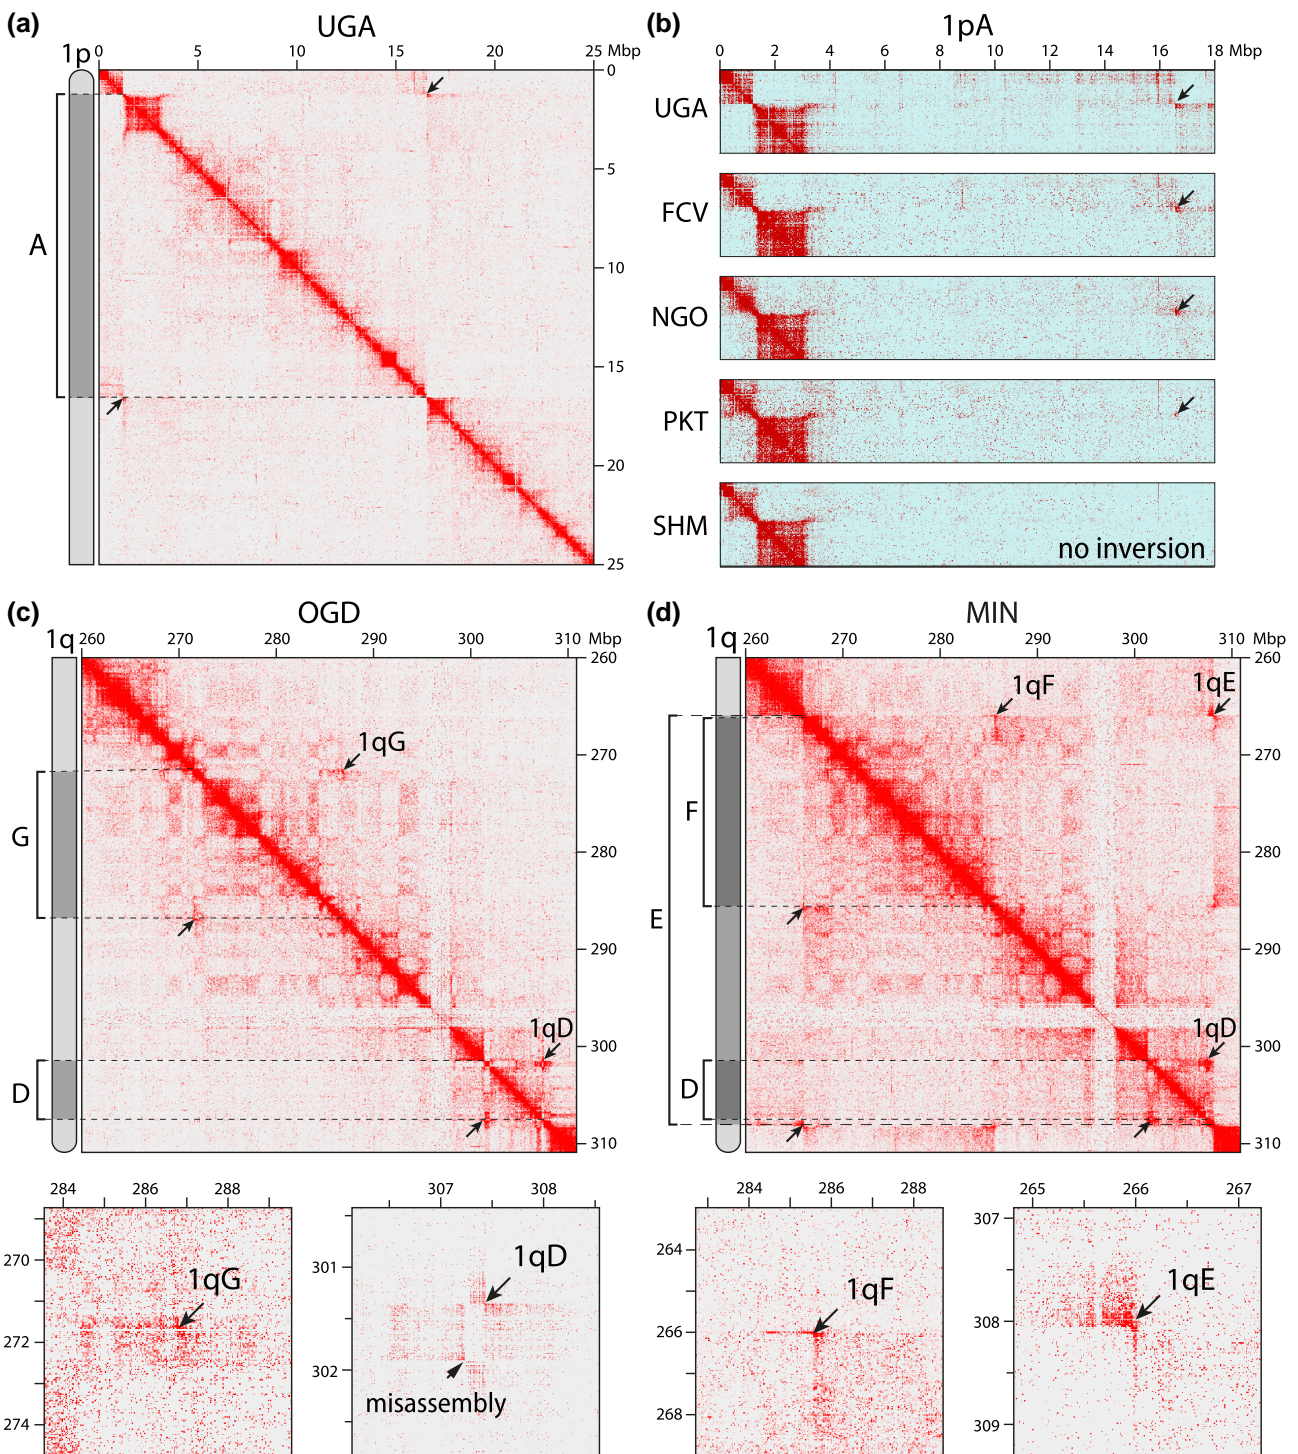 (a) UGA
1p 0 5 10 15 20 25 Mbp
0
5
A
10
15
20
25
(b) 1pA
0 2 4 6 8 10 12 14 16 18 Mbp
UGA
FCV
NGO
PKT
SHM
no inversion
(c) OGD
1q 260 270 280 290 300 310 Mbp
260
1qG
270
G
280
290
1qD
300
D
310
(d) MIN
1q 260 270 280 290 300 310 Mbp
260
1qF 1qE
270
F
280
E
290
1qD
300
D
310
284 286 288
270
1qG
272
274
307 308
301
1qD
302
misassembly
284 286 288
264
1qF
266
268
265 266 267
307
1qE
308
309